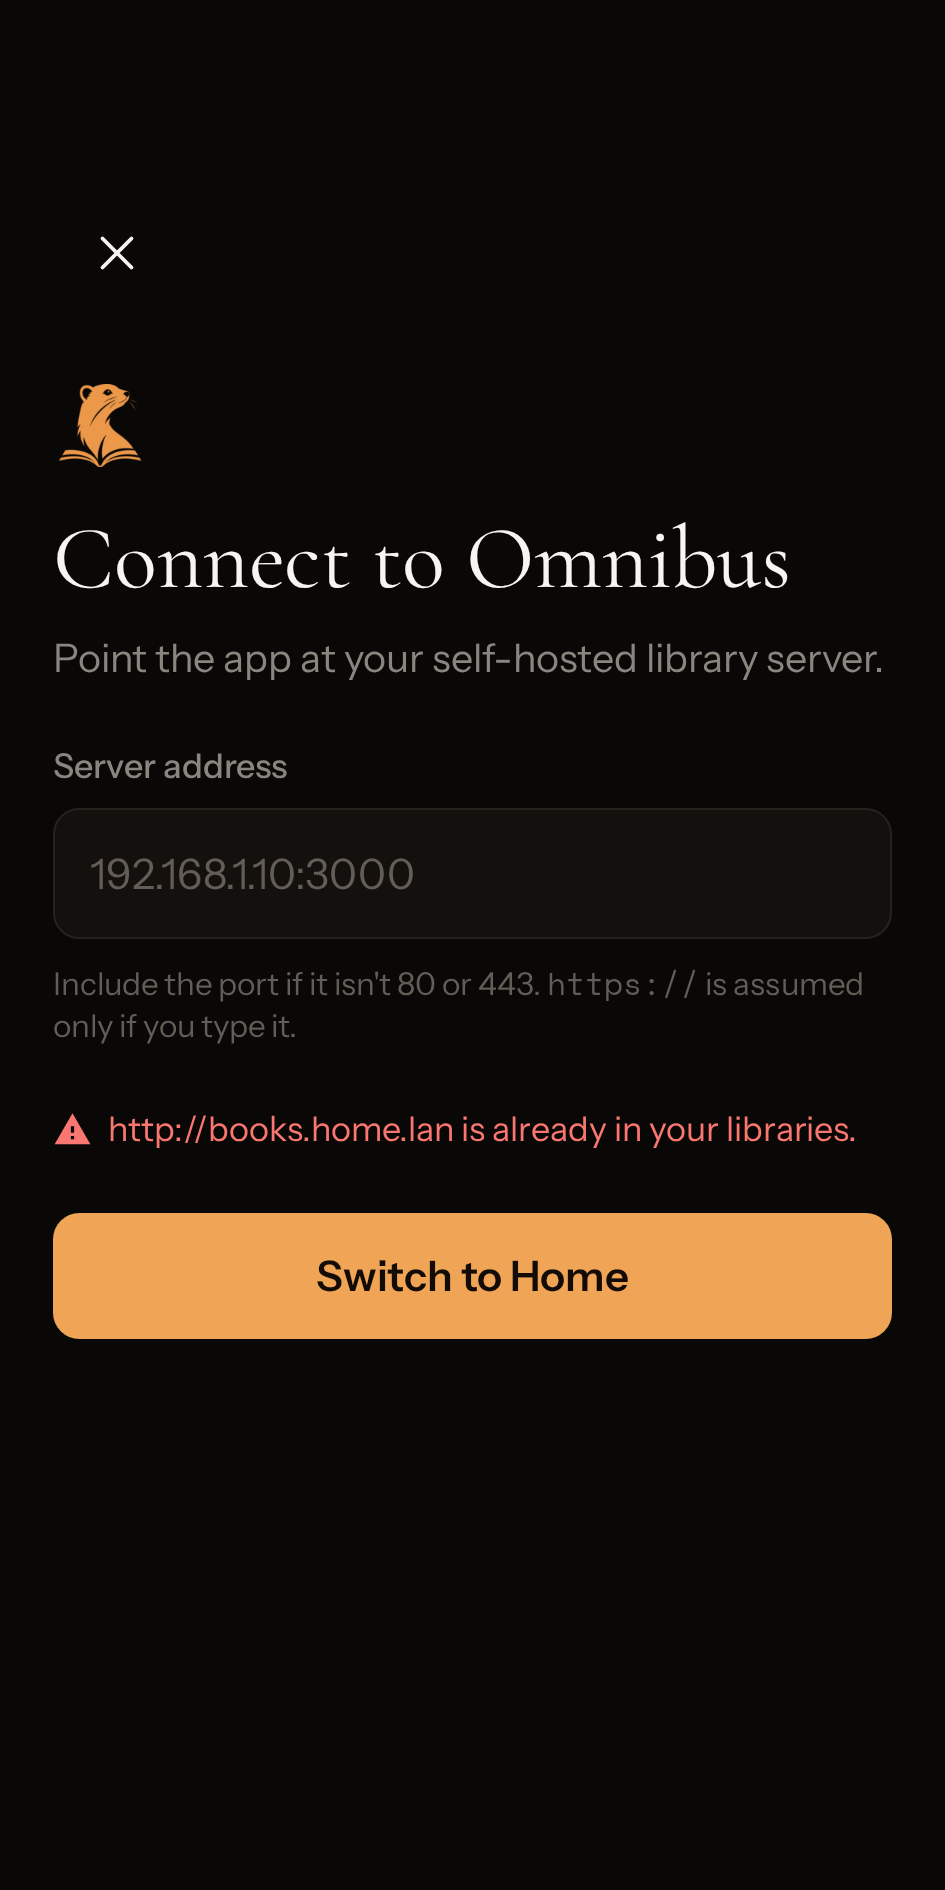 Connect to Omnibus
Point the app at your self-hosted library server.
Server address
192.168.1.10:3000
Include the port if it isn't 80 or 443. https:// is assumed
only if you type it.
http://books.home.lan is already in your libraries.
Switch to Home